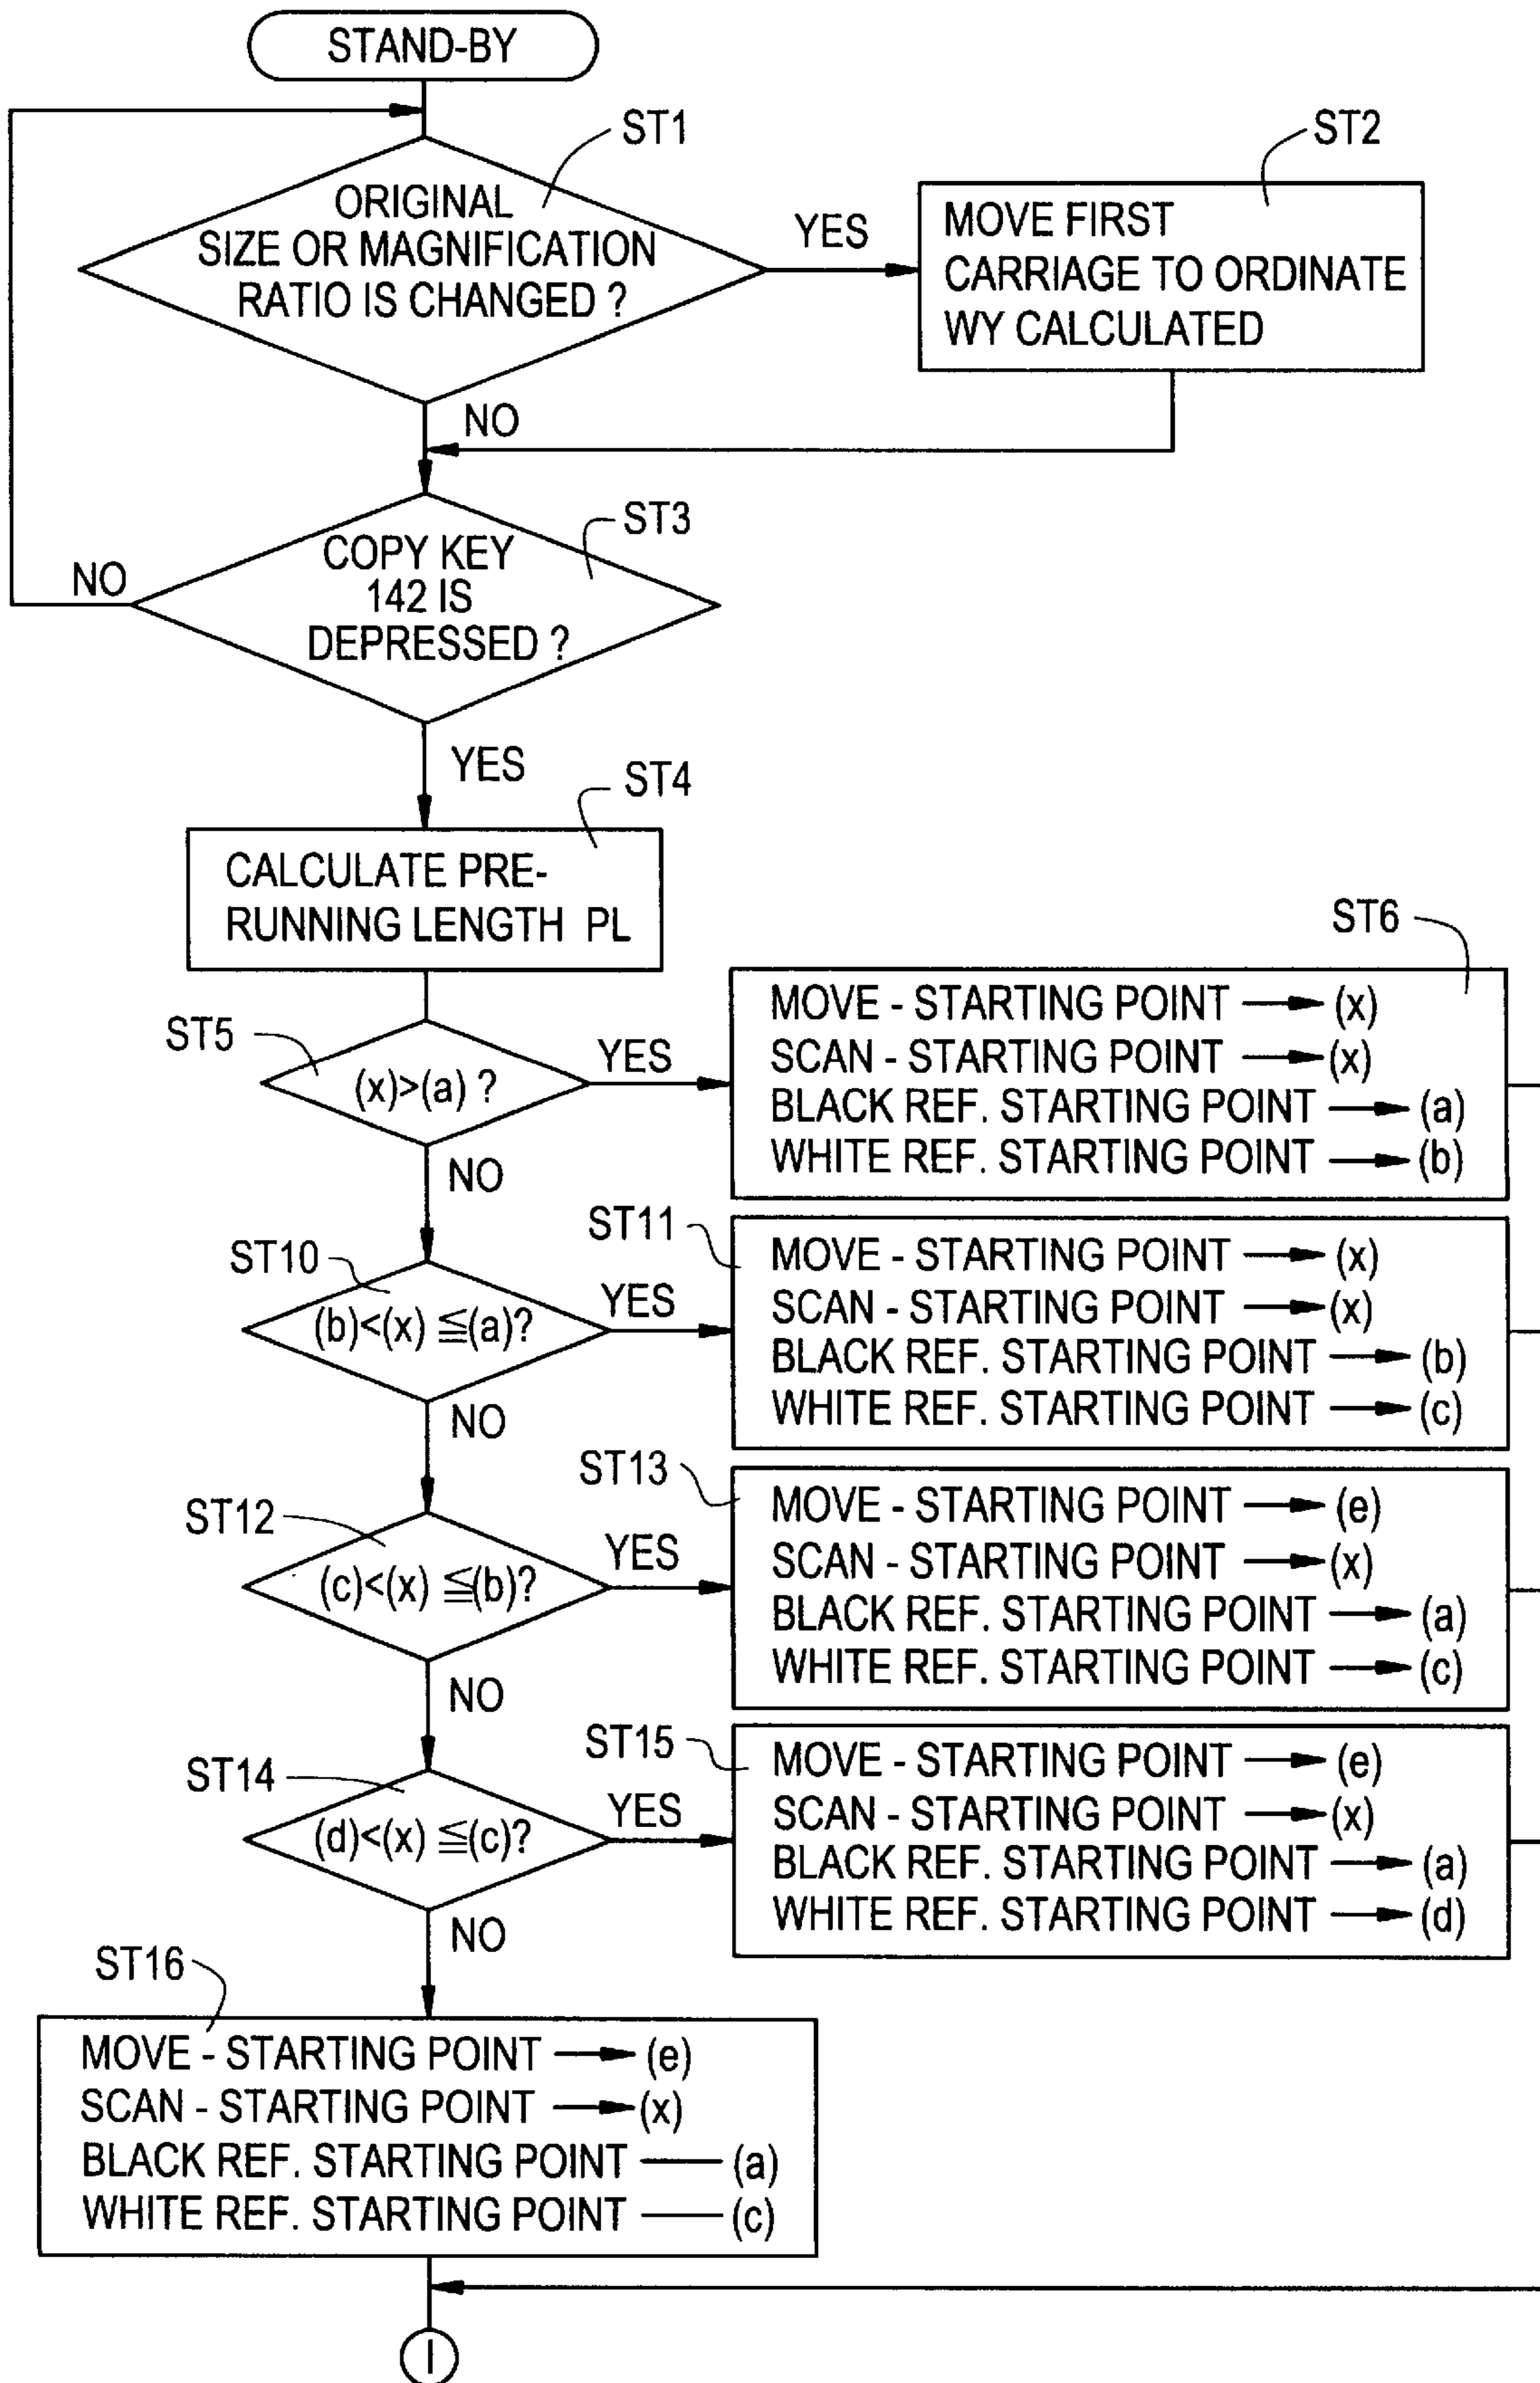 STAND-BY
ST1
ORIGINAL
SIZE OR MAGNIFICATION
RATIO IS CHANGED ?
YES
ST2
MOVE FIRST
CARRIAGE TO ORDINATE
WY CALCULATED
NO
ST3
COPY KEY
142 IS
DEPRESSED ?
NO
YES
ST4
CALCULATE PRE-
RUNNING LENGTH PL
ST5
(x)>(a) ?
YES
ST6
MOVE - STARTING POINT → (x)
SCAN - STARTING POINT → (x)
BLACK REF. STARTING POINT → (a)
WHITE REF. STARTING POINT → (b)
NO
ST10
(b)<(x) ≦(a)?
YES
ST11
MOVE - STARTING POINT → (x)
SCAN - STARTING POINT → (x)
BLACK REF. STARTING POINT → (b)
WHITE REF. STARTING POINT → (c)
NO
ST12
(c)<(x) ≦(b)?
YES
ST13
MOVE - STARTING POINT → (e)
SCAN - STARTING POINT → (x)
BLACK REF. STARTING POINT → (a)
WHITE REF. STARTING POINT → (c)
NO
ST14
(d)<(x) ≦(c)?
YES
ST15
MOVE - STARTING POINT → (e)
SCAN - STARTING POINT → (x)
BLACK REF. STARTING POINT → (a)
WHITE REF. STARTING POINT → (d)
NO
ST16
MOVE - STARTING POINT → (e)
SCAN - STARTING POINT → (x)
BLACK REF. STARTING POINT — (a)
WHITE REF. STARTING POINT — (c)
I